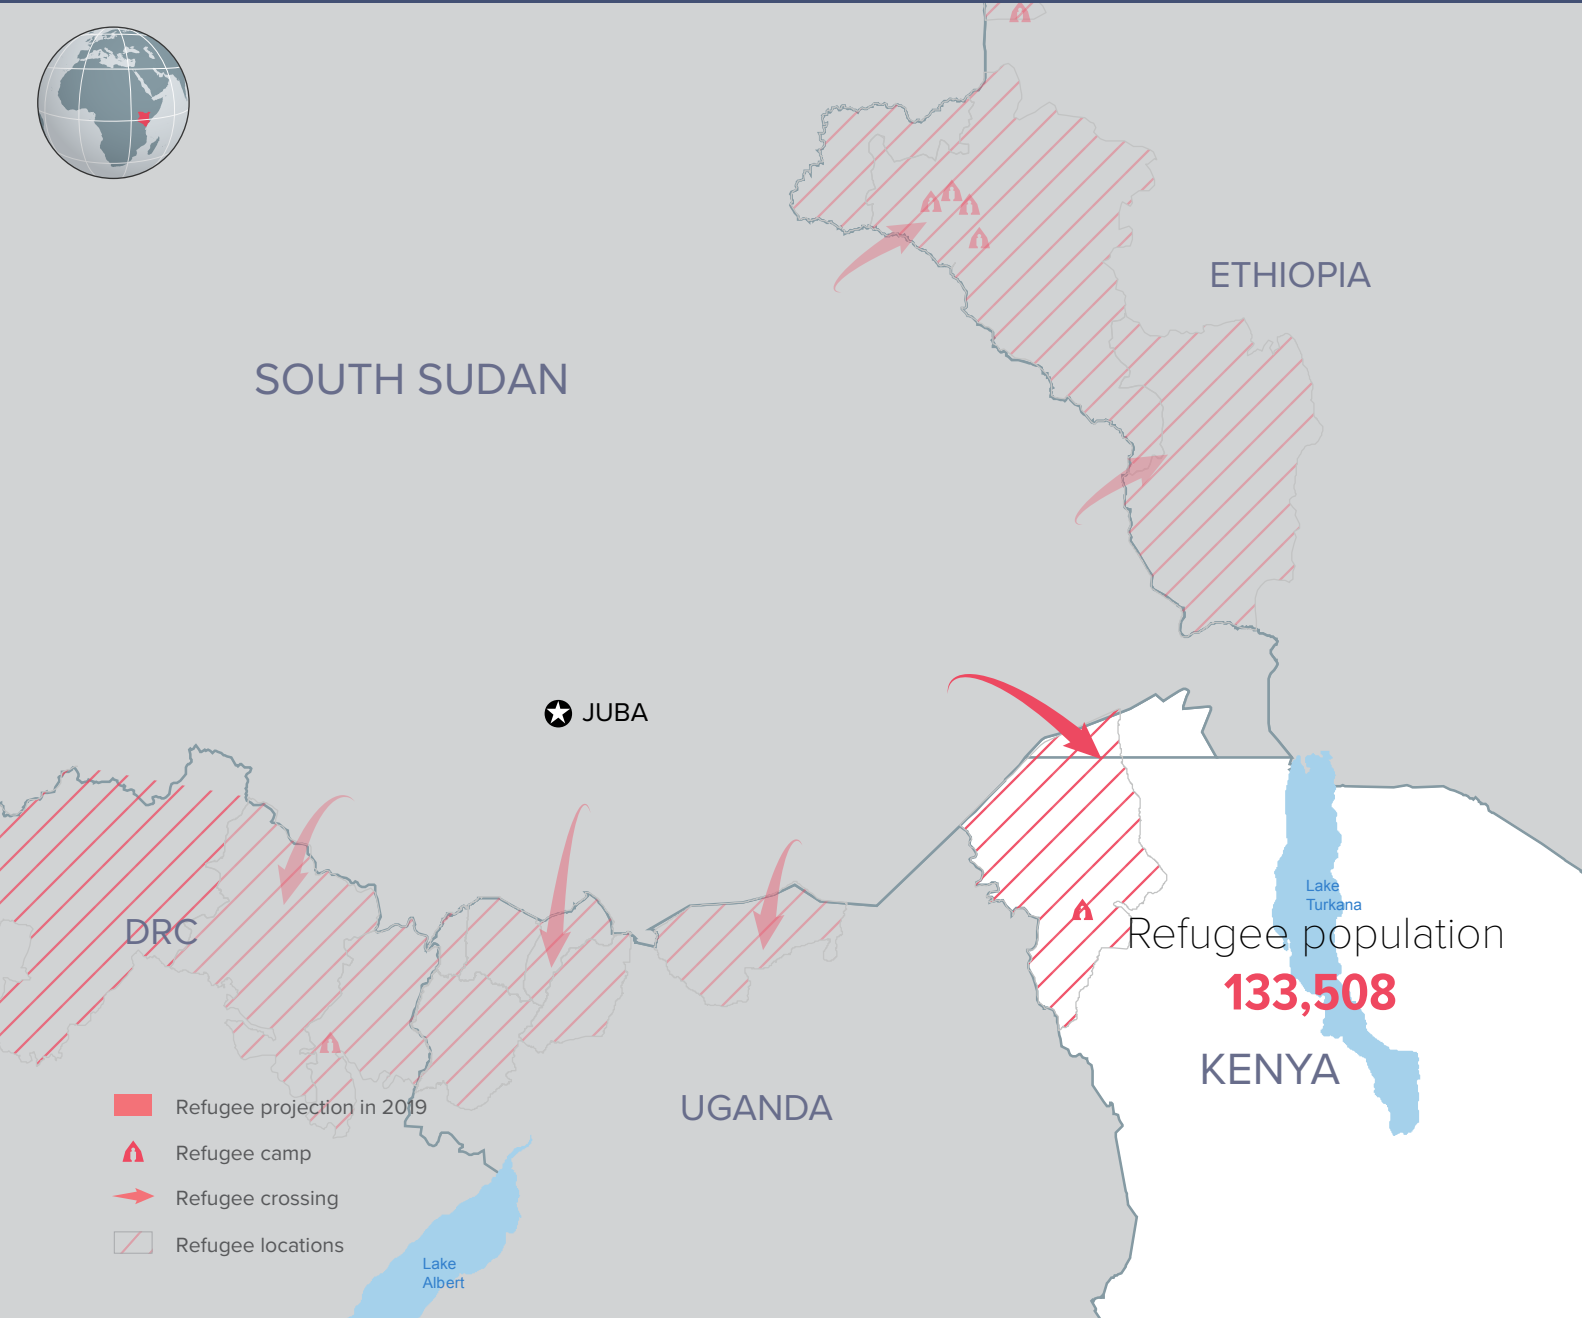 ETHIOPIA
SOUTH SUDAN
JUBA
Lake
Turkana
DRC
Refugee population
133,508
KENYA
UGANDA
Refugee projection in 2019
Refugee camp
Refugee crossing
Refugee locations
Lake
Albert